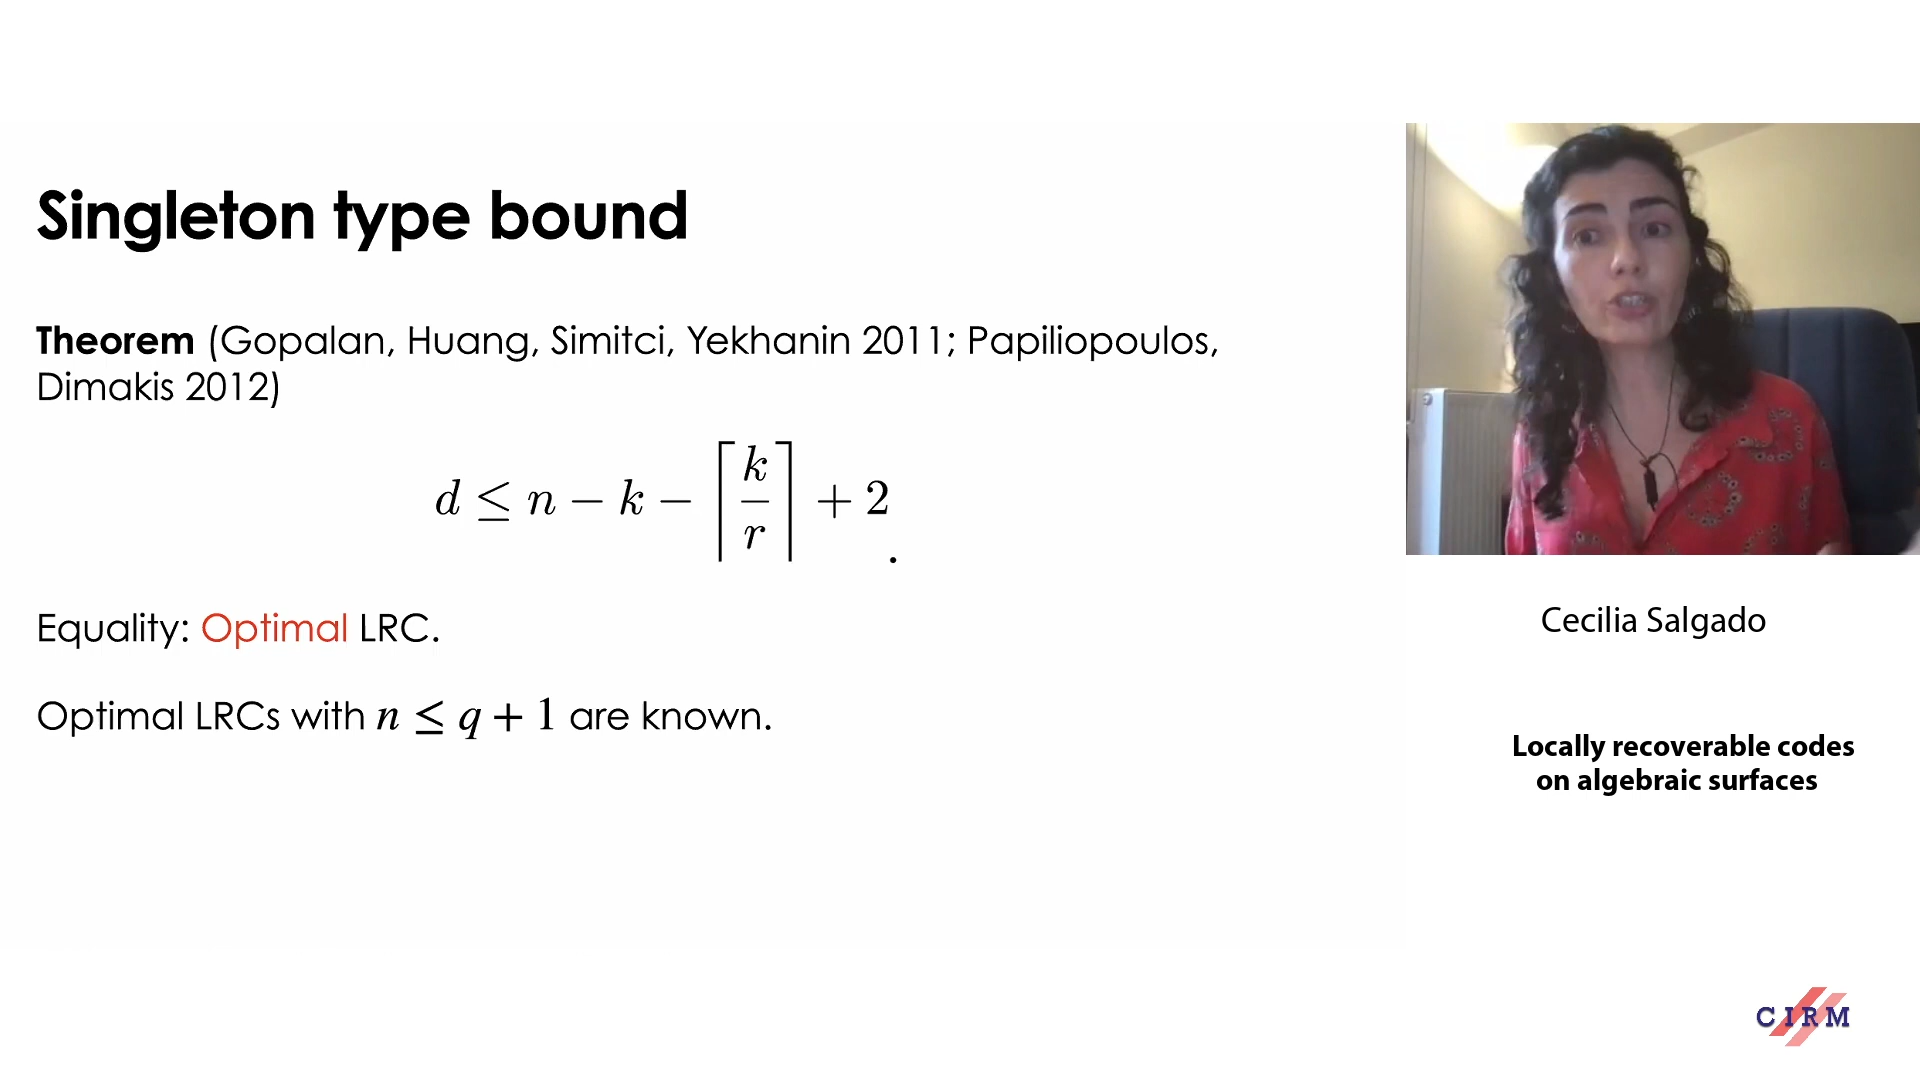 Singleton type bound
Theorem (Gopalan, Huang, Simitci, Yekhanin 2011; Papiliopoulos,
Dimakis 2012)
d ≤ n − k − ⌈k/r⌉ + 2.
Equality: Optimal LRC.
Optimal LRCs with n ≤ q + 1 are known.
Cecilia Salgado
Locally recoverable codes
on algebraic surfaces
CIRM